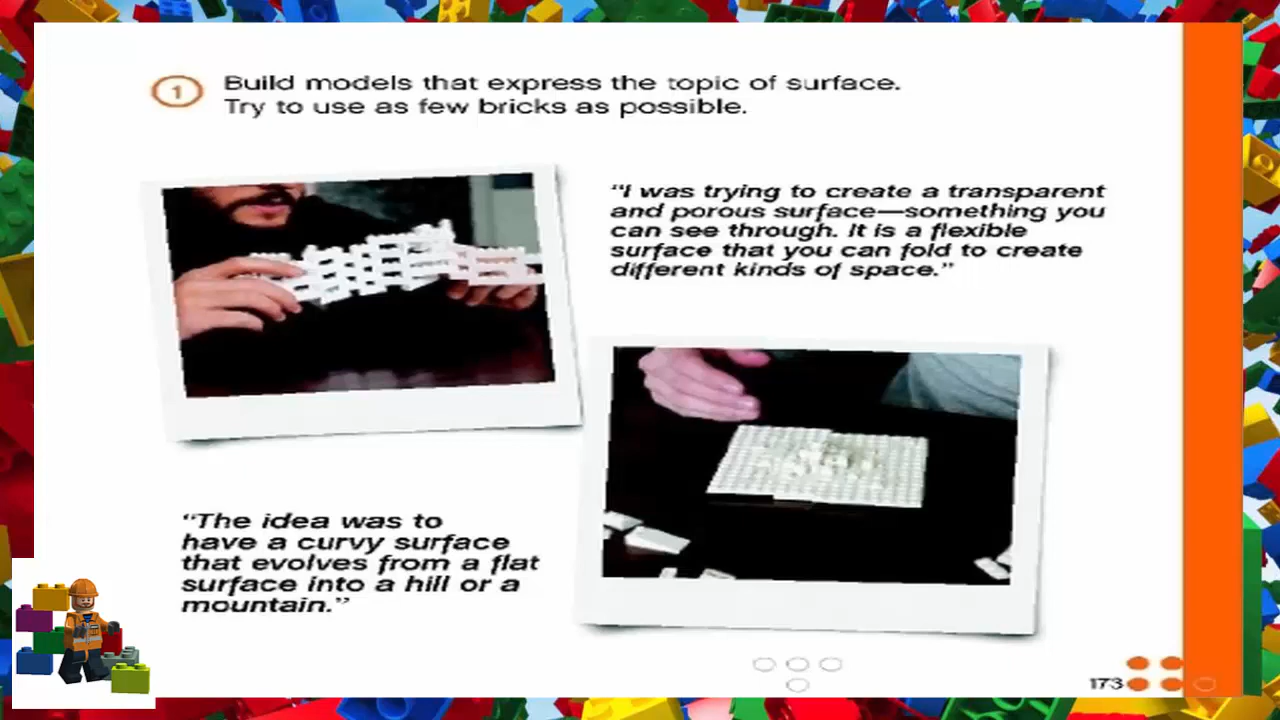 1
Build models that express the topic of surface.
Try to use as few bricks as possible.
“I was trying to create a transparent
and porous surface—something you
can see through. It is a flexible
surface that you can fold to create
different kinds of space.”
“The idea was to
have a curvy surface
that evolves from a flat
surface into a hill or a
mountain.”
173